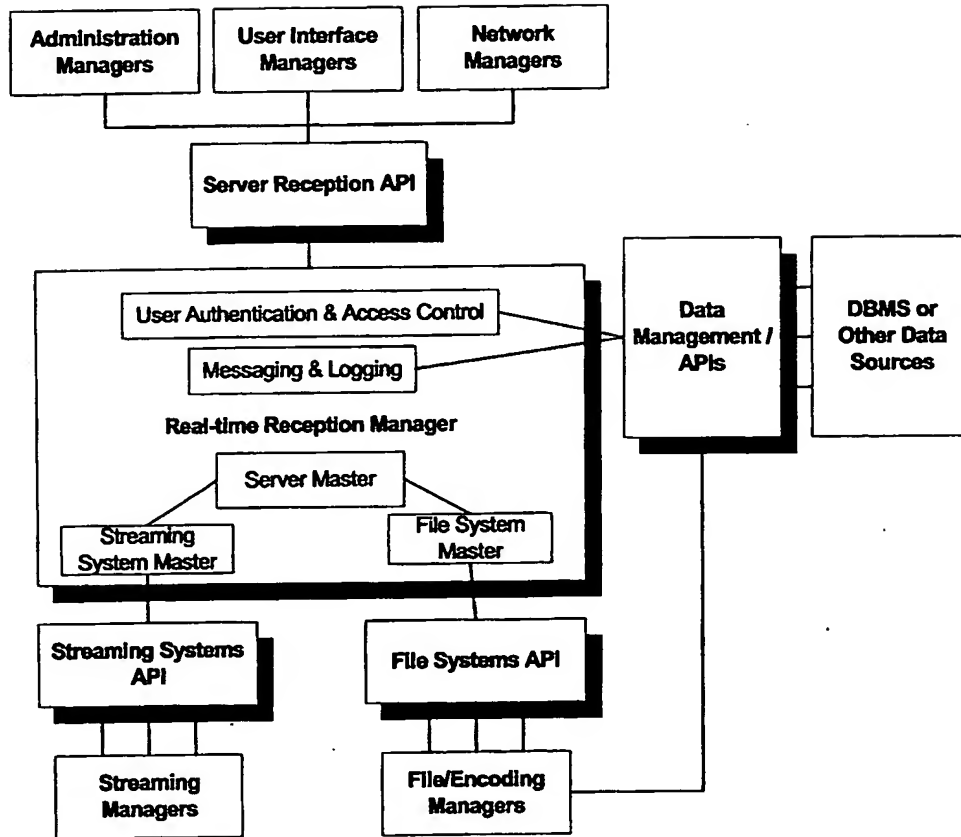 Administration
Managers
User Interface
Managers
Network
Managers
Server Reception API
User Authentication & Access Control
Messaging & Logging
Real-time Reception Manager
Server Master
Streaming
System Master
File System
Master
Data
Management /
APIs
DBMS or
Other Data
Sources
Streaming Systems
API
File Systems API
Streaming
Managers
File/Encoding
Managers